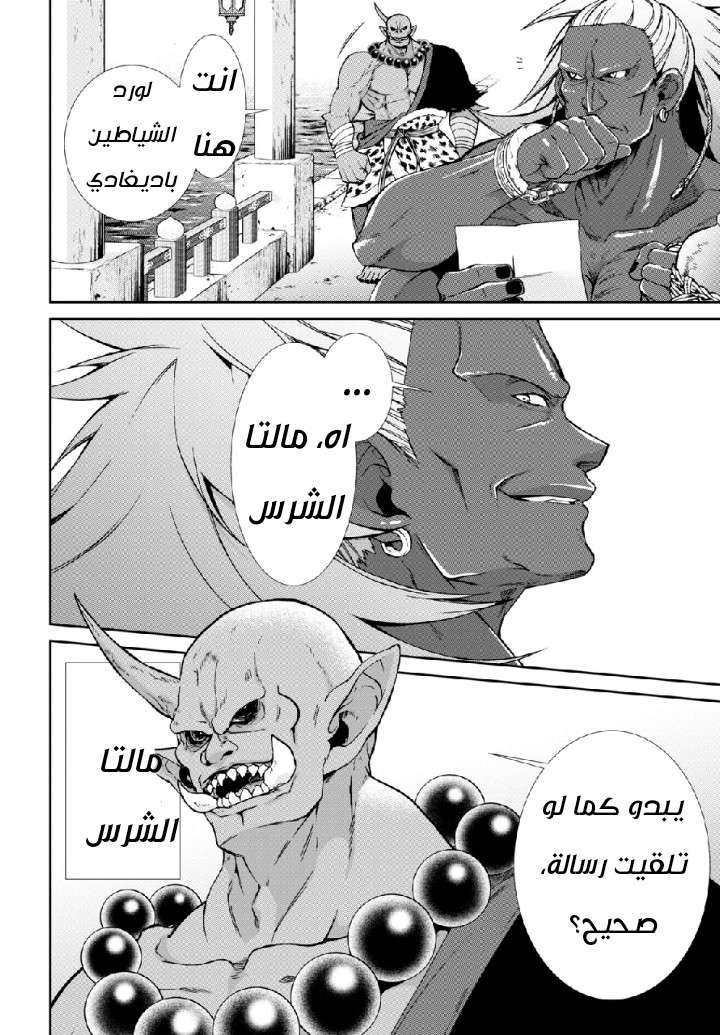 انت
هنا
لورد
الشياطين
باديغادي
...
اه، مالتا
الشرس
مالتا
الشرس
يبدو كما لو
تلقيت رسالة،
صحيح؟